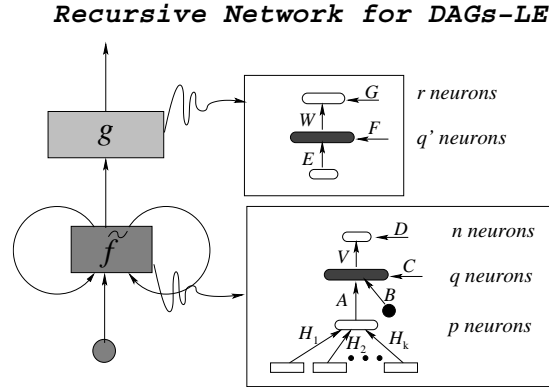 Recursive Network for DAGs-LE
g
G
r neurons
W
F
q' neurons
E
f̃
D
n neurons
V
C
q neurons
A
B
p neurons
H1
H2
Hk